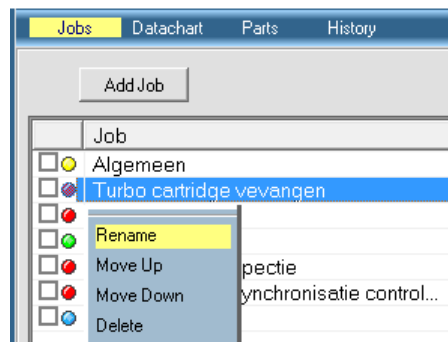 Jobs Datachart Parts History
Add Job
Job
Algemeen
Turbo cartridge vevangen
Rename
Move Up pectie
Move Down ynchronisatie control...
Delete